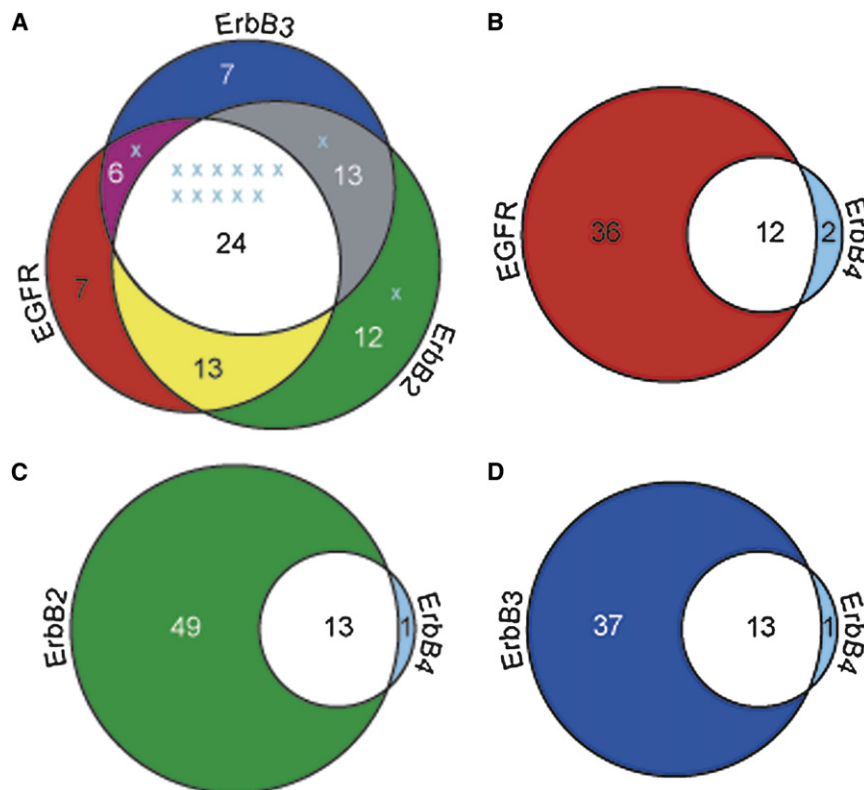 A
ErbB3
7
x
x
6
x x x x x x
x x x x x
13
24
EGFR
7
x
12
13
ErbB2
B
EGFR
36
12
2
ErbB4
C
ErbB2
49
13
1
ErbB4
D
ErbB3
37
13
1
ErbB4